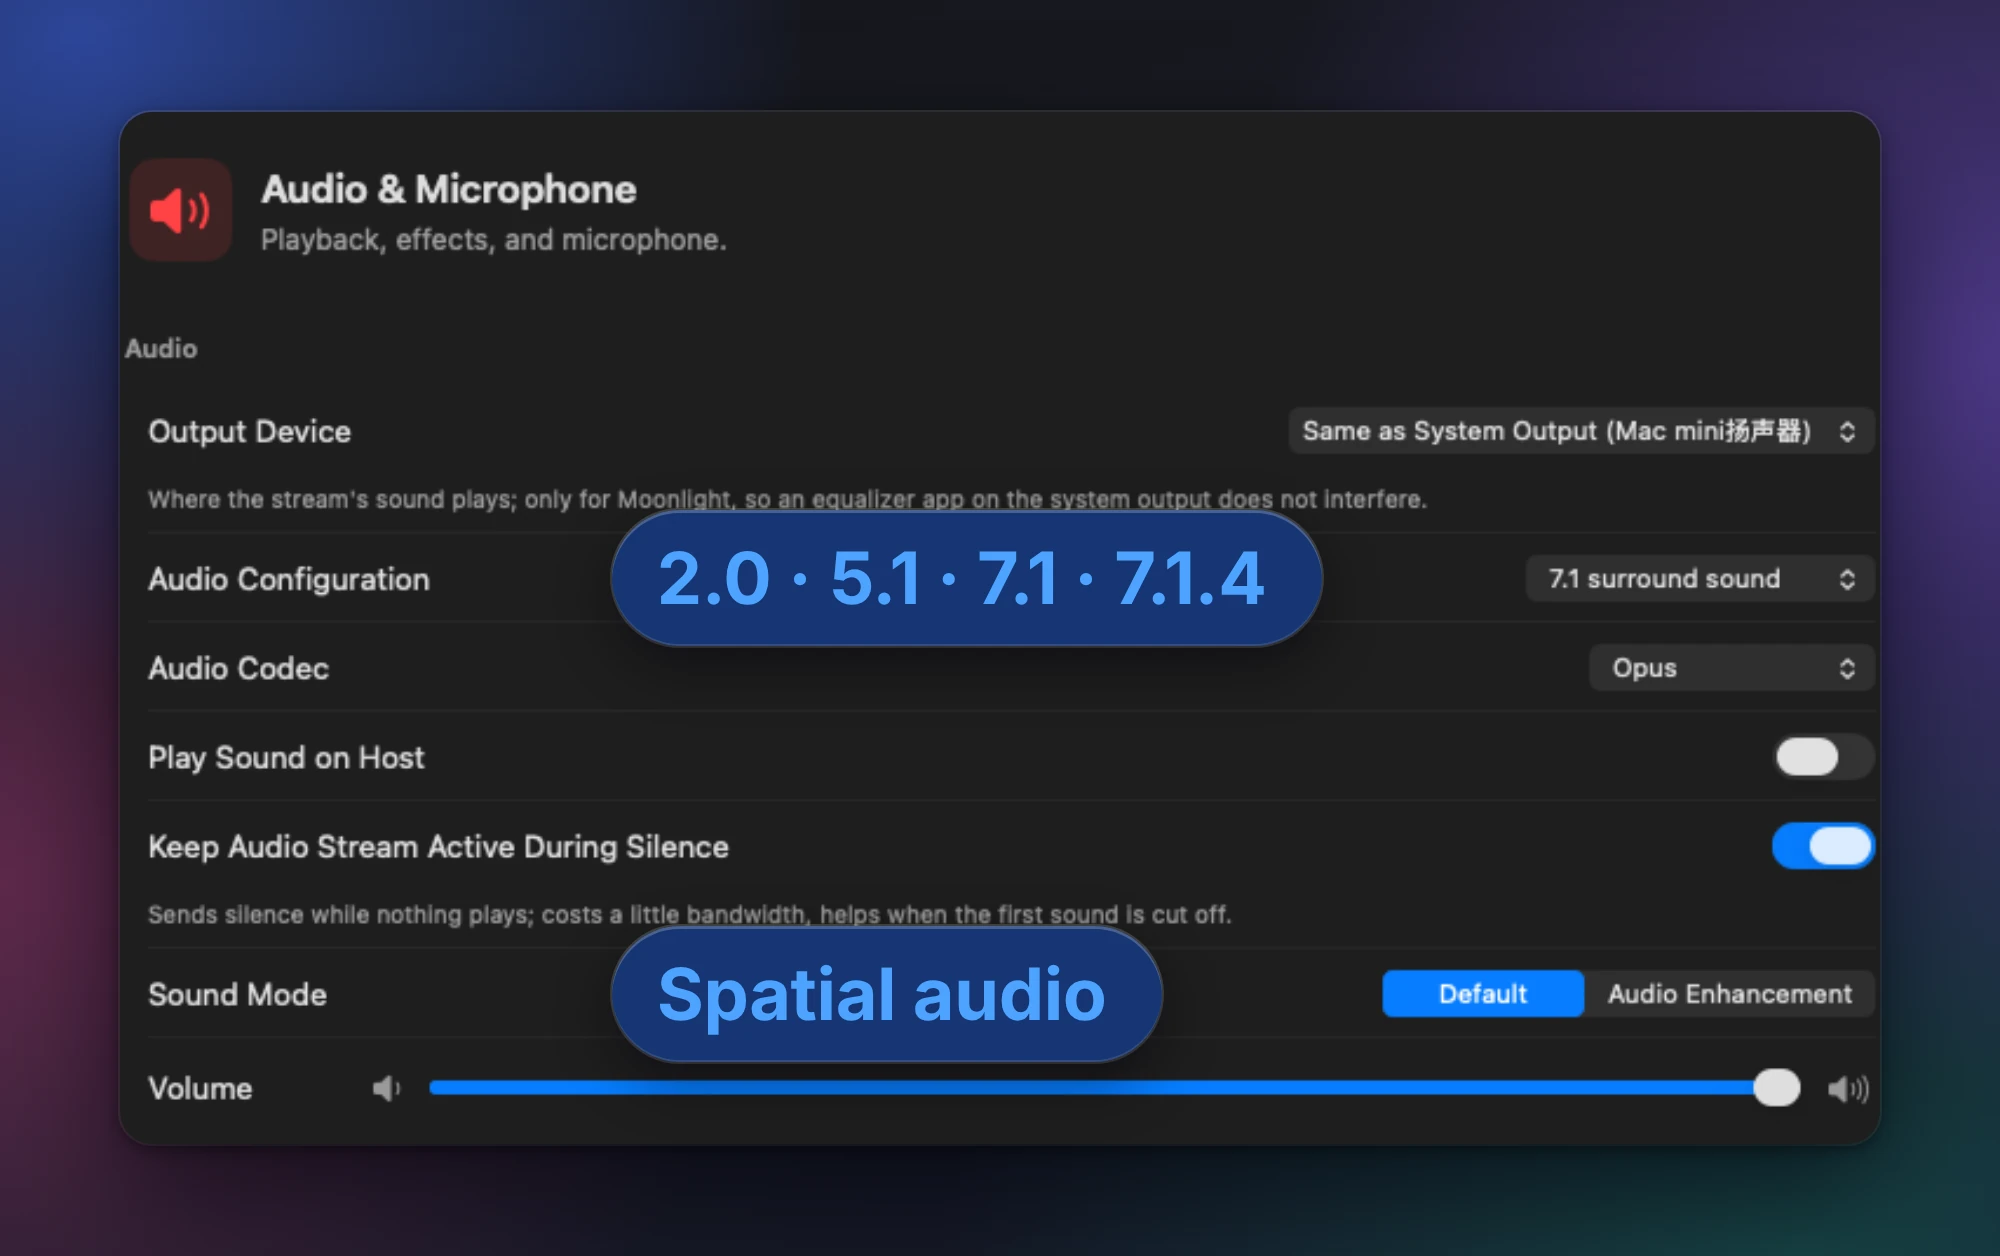 Audio & Microphone
Playback, effects, and microphone.
Audio
Output Device
Same as System Output (Mac mini扬声器)
Where the stream's sound plays; only for Moonlight, so an equalizer app on the system output does not interfere.
Audio Configuration
2.0 · 5.1 · 7.1 · 7.1.4
7.1 surround sound
Audio Codec
Opus
Play Sound on Host
Keep Audio Stream Active During Silence
Sends silence while nothing plays; costs a little bandwidth, helps when the first sound is cut off.
Sound Mode
Spatial audio
Default
Audio Enhancement
Volume